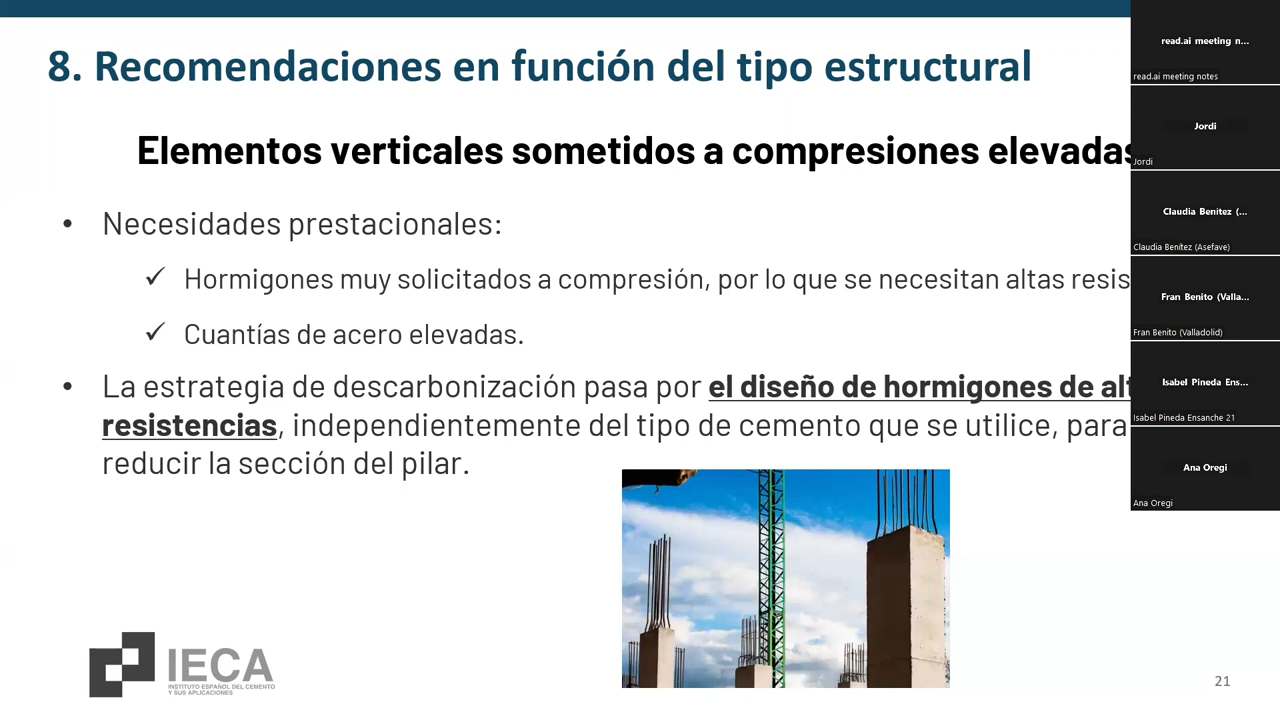 8. Recomendaciones en función del tipo estructural
Elementos verticales sometidos a compresiones elevadas
• Necesidades prestacionales:
✓ Hormigones muy solicitados a compresión, por lo que se necesitan altas resis
✓ Cuantías de acero elevadas.
• La estrategia de descarbonización pasa por el diseño de hormigones de alt
resistencias, independientemente del tipo de cemento que se utilice, para
reducir la sección del pilar.
IECA
INSTITUTO ESPAÑOL DEL CEMENTO
Y SUS APLICACIONES
21
read.ai meeting n...
read.ai meeting notes
Jordi
Jordi
Claudia Benítez (...
Claudia Benítez (Asefave)
Fran Benito (Valla...
Fran Benito (Valladolid)
Isabel Pineda Ens...
Isabel Pineda Ensanche 21
Ana Oregi
Ana Oregi